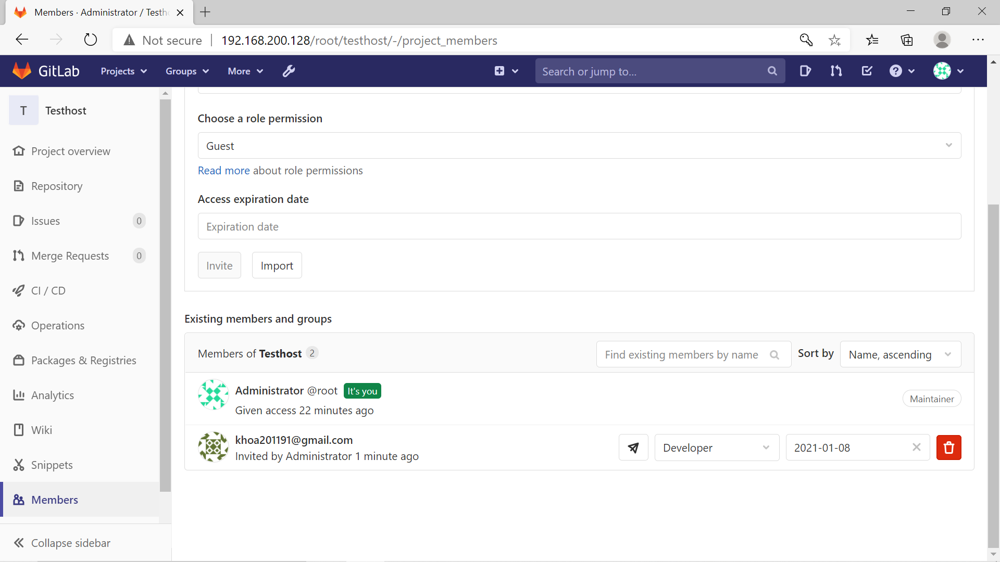 Members · Administrator / Testh
Not secure
192.168.200.128/root/testhost/-/project_members
GitLab
Projects
Groups
More
Search or jump to...
T
Testhost
Project overview
Repository
Issues 0
Merge Requests 0
CI / CD
Operations
Packages & Registries
Analytics
Wiki
Snippets
Members
Collapse sidebar
Choose a role permission
Guest
Read more about role permissions
Access expiration date
Expiration date
Invite
Import
Existing members and groups
Members of Testhost 2
Find existing members by name
Sort by
Name, ascending
Administrator @root It's you
Given access 22 minutes ago
Maintainer
khoa201191@gmail.com
Invited by Administrator 1 minute ago
Developer
2021-01-08